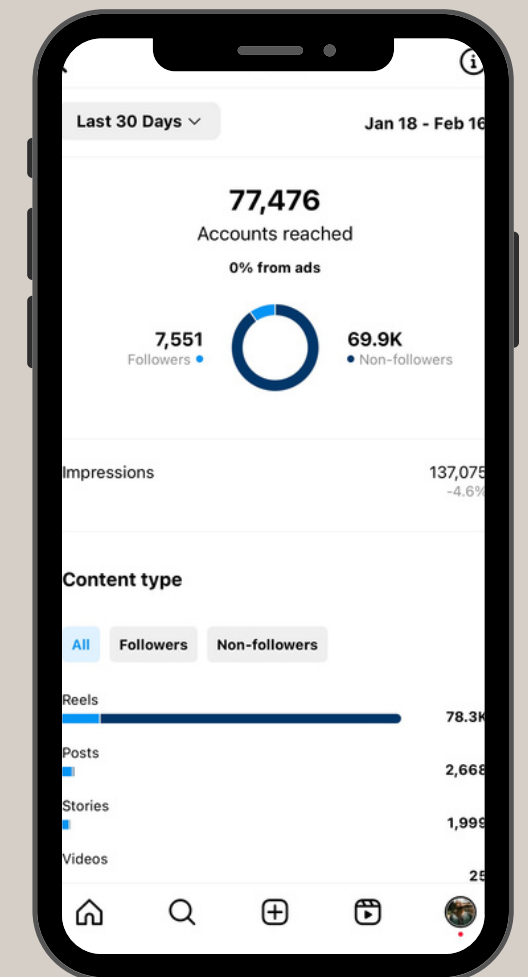 Last 30 Days
Jan 18 - Feb 16
77,476
Accounts reached
0% from ads
7,551
Followers
69.9K
Non-followers
Impressions
137,075
-4.6%
Content type
All
Followers
Non-followers
Reels
78.3K
Posts
2,668
Stories
1,999
Videos
25